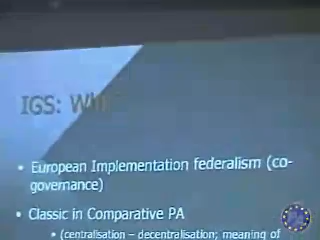 IGS: Wh
• European Implementation federalism (co-
governance)
• Classic in Comparative PA
• (centralisation – decentralisation; meaning of